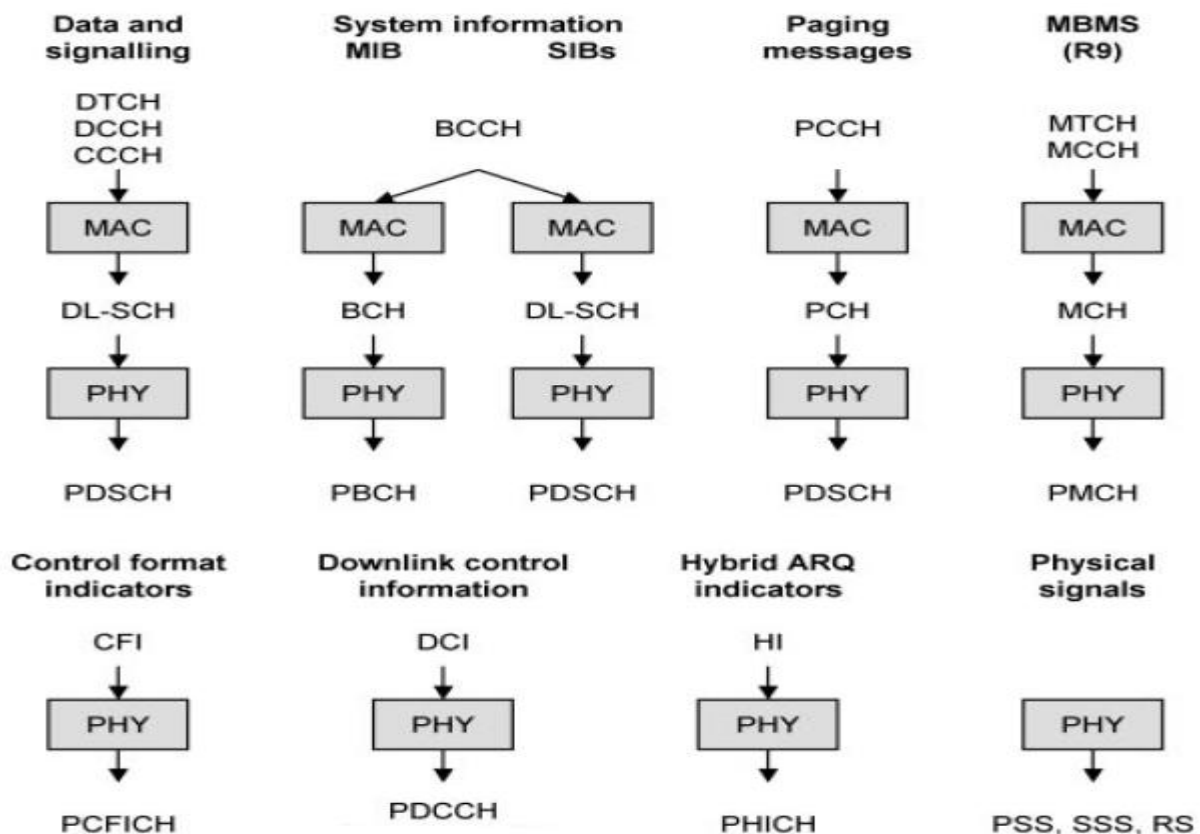 Data and
signalling
System information
MIB SIBs
Paging
messages
MBMS
(R9)
DTCH
DCCH
CCCH
BCCH
PCCH
MTCH
MCCH
MAC MAC MAC MAC MAC
DL-SCH BCH DL-SCH PCH MCH
PHY PHY PHY PHY PHY
PDSCH PBCH PDSCH PDSCH PMCH
Control format
indicators
Downlink control
information
Hybrid ARQ
indicators
Physical
signals
CFI DCI HI
PHY PHY PHY PHY
PCFICH PDCCH PHICH PSS, SSS, RS